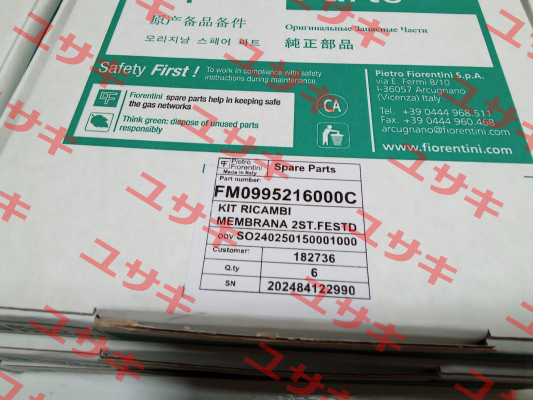 原产备品备件
오리지날 스페어 파트
Оригинальные Запасные Части
純正部品
Safety First !
To work in compliance with safety
instructions during maintenance.
Fiorentini spare parts help in keeping safe
the gas networks
Think green: dispose of unused parts
responsibly
CA
Pietro Fiorentini S.p.A.
via E. Fermi 8/10
I-36057 Arcugnano
(Vicenza) Italy
Tel. +39 0444 968.511
Fax. +39 0444 960.468
arcugnano@fiorentini.com
www.fiorentini.com
Pietro
Fiorentini
Made in Italy
Spare Parts
Part number:
FM0995216000C
KIT RICAMBI
MEMBRANA 2ST.FESTD
ODV SO240250150001000
Customer: 182736
Q.ty 6
SN 202484122990
ユサキ
ユサキ
ユサキ
ユサキ
ユサキ
ユサキ
ユサキ
ユサキ
ユサキ